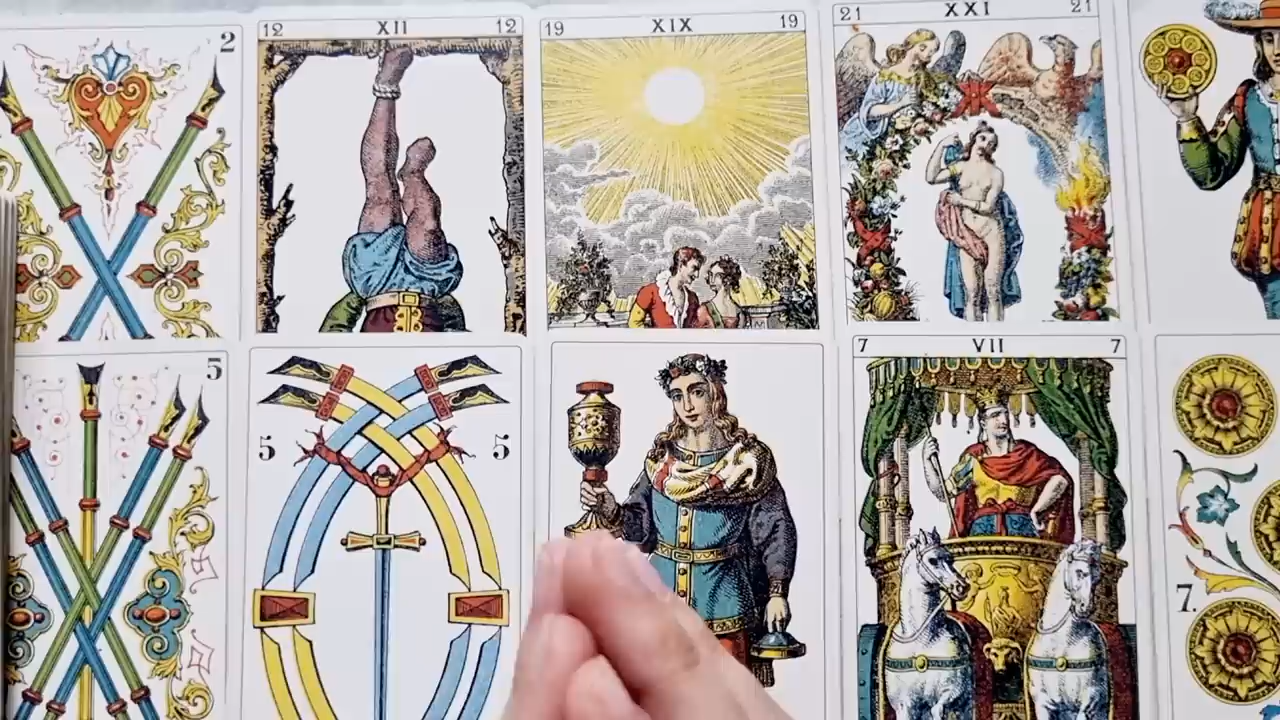 2
12 XII 12
19 XIX 19
21 XXI 21
5
5 5
7 VII 7
7.